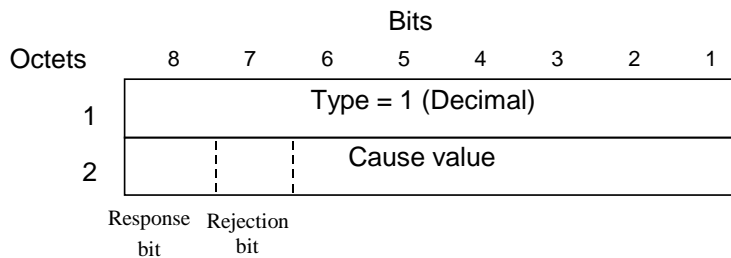 Bits
Octets 8 7 6 5 4 3 2 1
1 Type = 1 (Decimal)
2 Cause value
Response bit
Rejection bit